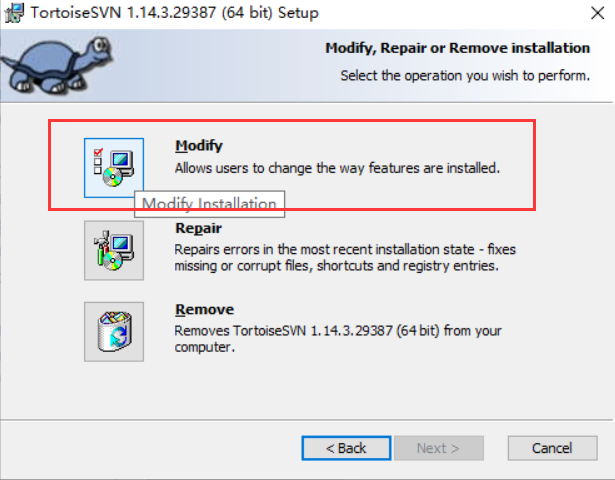 TortoiseSVN 1.14.3.29387 (64 bit) Setup
Modify, Repair or Remove installation
Select the operation you wish to perform.
Modify
Allows users to change the way features are installed.
Modify Installation
Repair
Repairs errors in the most recent installation state - fixes
missing or corrupt files, shortcuts and registry entries.
Remove
Removes TortoiseSVN 1.14.3.29387 (64 bit) from your
computer.
< Back
Next >
Cancel